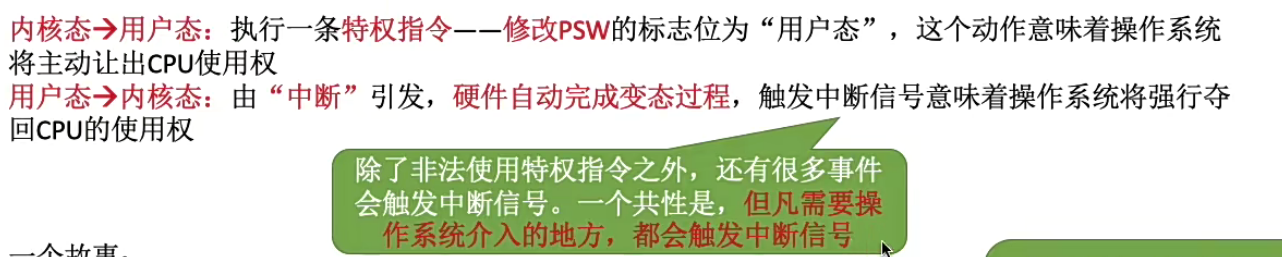 内核态→用户态：执行一条特权指令——修改PSW的标志位为“用户态”，这个动作意味着操作系统
将主动让出CPU使用权
用户态→内核态：由“中断”引发，硬件自动完成变态过程，触发中断信号意味着操作系统将强行夺
回CPU的使用权
除了非法使用特权指令之外，还有很多事件
会触发中断信号。一个共性是，但凡需要操
作系统介入的地方，都会触发中断信号
一个故事：